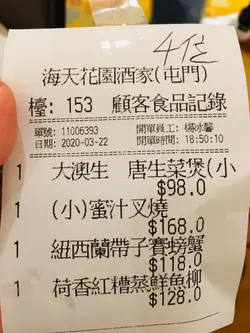 4位
海天花園酒家(屯門)
檯: 153 顧客食品記錄
單號: 11006393 開單員工: 楊冰馨
日期: 2020-03-22 開單時間: 18:50:10
1 大澳生 唐生菜煲(小
$98.0
1 (小)蜜汁叉燒
$168.0
1 紐西蘭帶子賽螃蟹
$118.0
1 荷香紅糟蒸鮮魚柳
$128.0